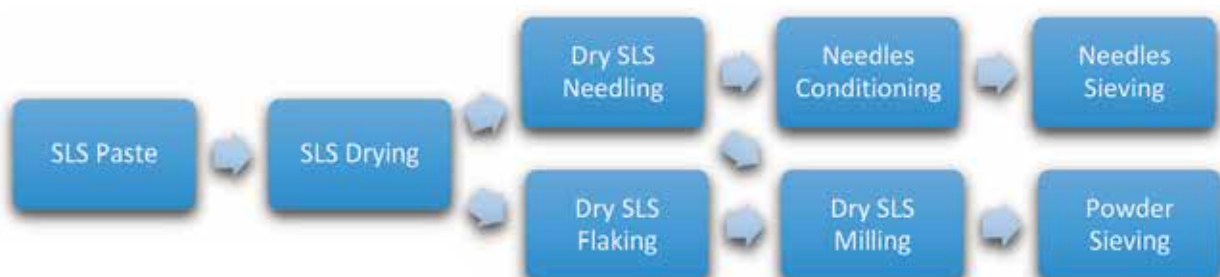 SLS Paste
SLS Drying
Dry SLS
Needling
Needles
Conditioning
Needles
Sieving
Dry SLS
Flaking
Dry SLS
Milling
Powder
Sieving